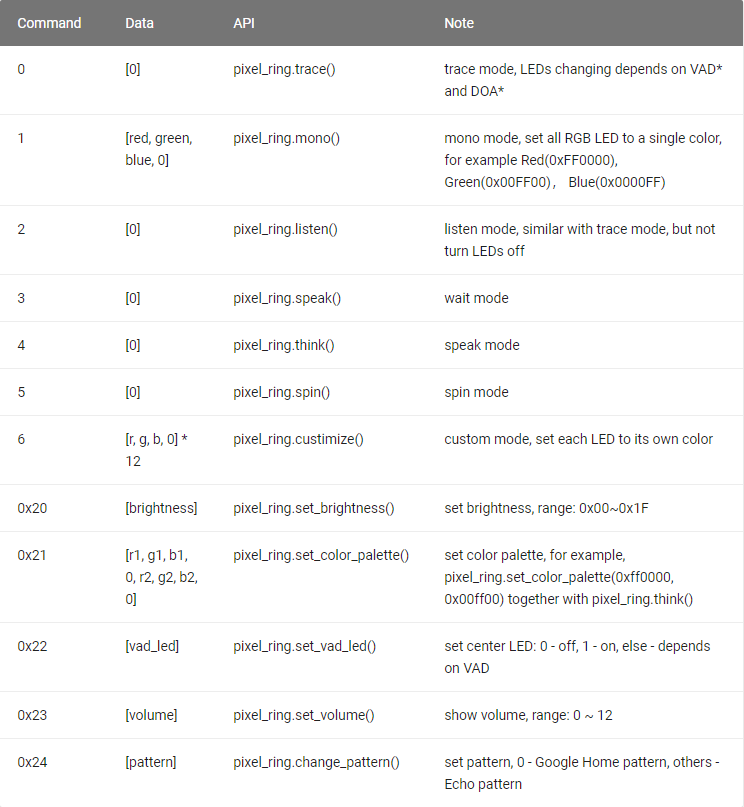 Command Data API Note
0 [0] pixel_ring.trace() trace mode, LEDs changing depends on VAD*
and DOA*
1 [red, green, pixel_ring.mono() mono mode, set all RGB LED to a single color,
blue, 0] for example Red(0xFF0000),
Green(0x00FF00)， Blue(0x0000FF)
2 [0] pixel_ring.listen() listen mode, similar with trace mode, but not
turn LEDs off
3 [0] pixel_ring.speak() wait mode
4 [0] pixel_ring.think() speak mode
5 [0] pixel_ring.spin() spin mode
6 [r, g, b, 0] * pixel_ring.custimize() custom mode, set each LED to its own color
12
0x20 [brightness] pixel_ring.set_brightness() set brightness, range: 0x00~0x1F
0x21 [r1, g1, b1, pixel_ring.set_color_palette() set color palette, for example,
0, r2, g2, b2, pixel_ring.set_color_palette(0xff0000,
0] 0x00ff00) together with pixel_ring.think()
0x22 [vad_led] pixel_ring.set_vad_led() set center LED: 0 - off, 1 - on, else - depends
on VAD
0x23 [volume] pixel_ring.set_volume() show volume, range: 0 ~ 12
0x24 [pattern] pixel_ring.change_pattern() set pattern, 0 - Google Home pattern, others -
Echo pattern